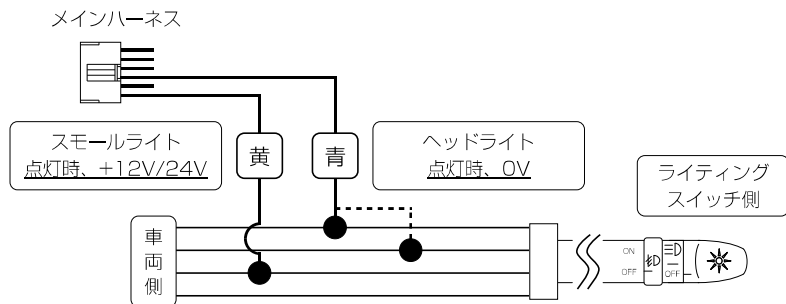 メインハーネス
スモールライト
点灯時、+12V/24V
黄
青
ヘッドライト
点灯時、0V
ライティング
スイッチ側
車両側
ON
OFF
OFF